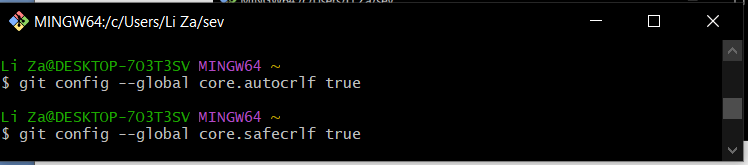 MINGW64:/c/Users/Li Za/sev
Li Za@DESKTOP-7O3T3SV MINGW64 ~
$ git config --global core.autocrlf true
Li Za@DESKTOP-7O3T3SV MINGW64 ~
$ git config --global core.safecrlf true